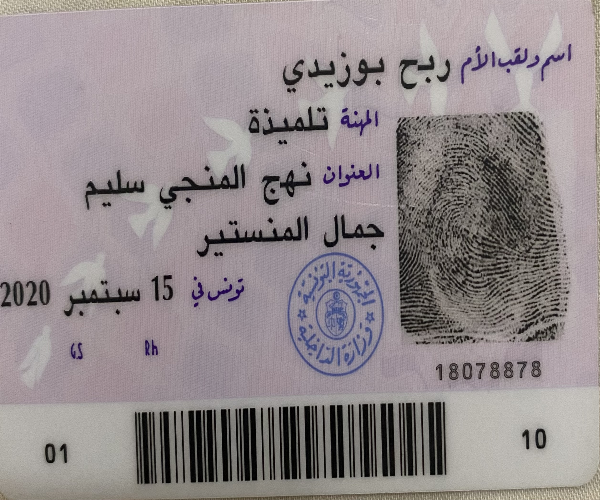 اسم ولقب الأم ربح بوزيدي
المهنة تلميذة
العنوان نهج المنجي سليم
جمال المنستير
تونس في 15 سبتمبر 2020
الجمهورية التونسية
وزارة الداخلية
GS Rh
18078878
01 10